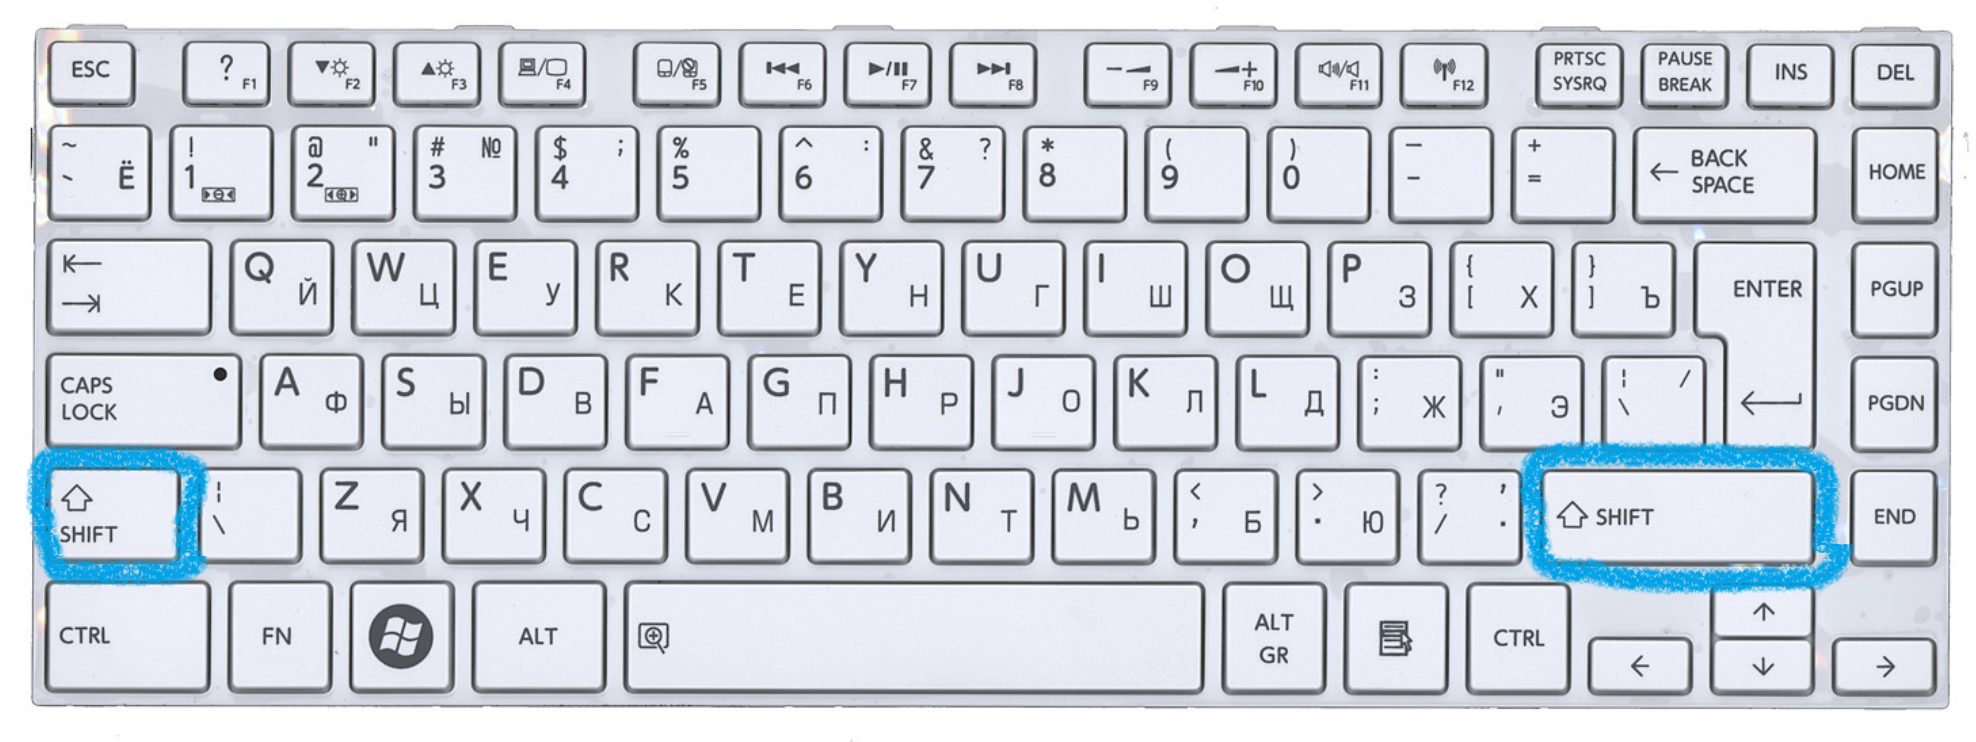 ESC ? F1 F2 F3 F4 F5 F6 F7 F8 F9 F10 F11 F12 PRTSC SYSRQ PAUSE BREAK INS DEL
~ ` Ё ! 1 @ " 2 # № 3 $ ; 4 % 5 ^ : 6 & ? 7 * 8 ( 9 ) 0 _ - + = BACK SPACE HOME
Q Й W Ц E У R К T Е Y Н U Г I Ш O Щ P З { [ Х } ] Ъ ENTER PGUP
CAPS LOCK A Ф S Ы D В F А G П H Р J О K Л L Д : ; Ж " ' Э ¦ / \ PGDN
SHIFT ¦ \ Z Я X Ч C С V М B И N Т M Ь < , Б > . Ю ? , / . SHIFT END
CTRL FN ALT ALT GR CTRL